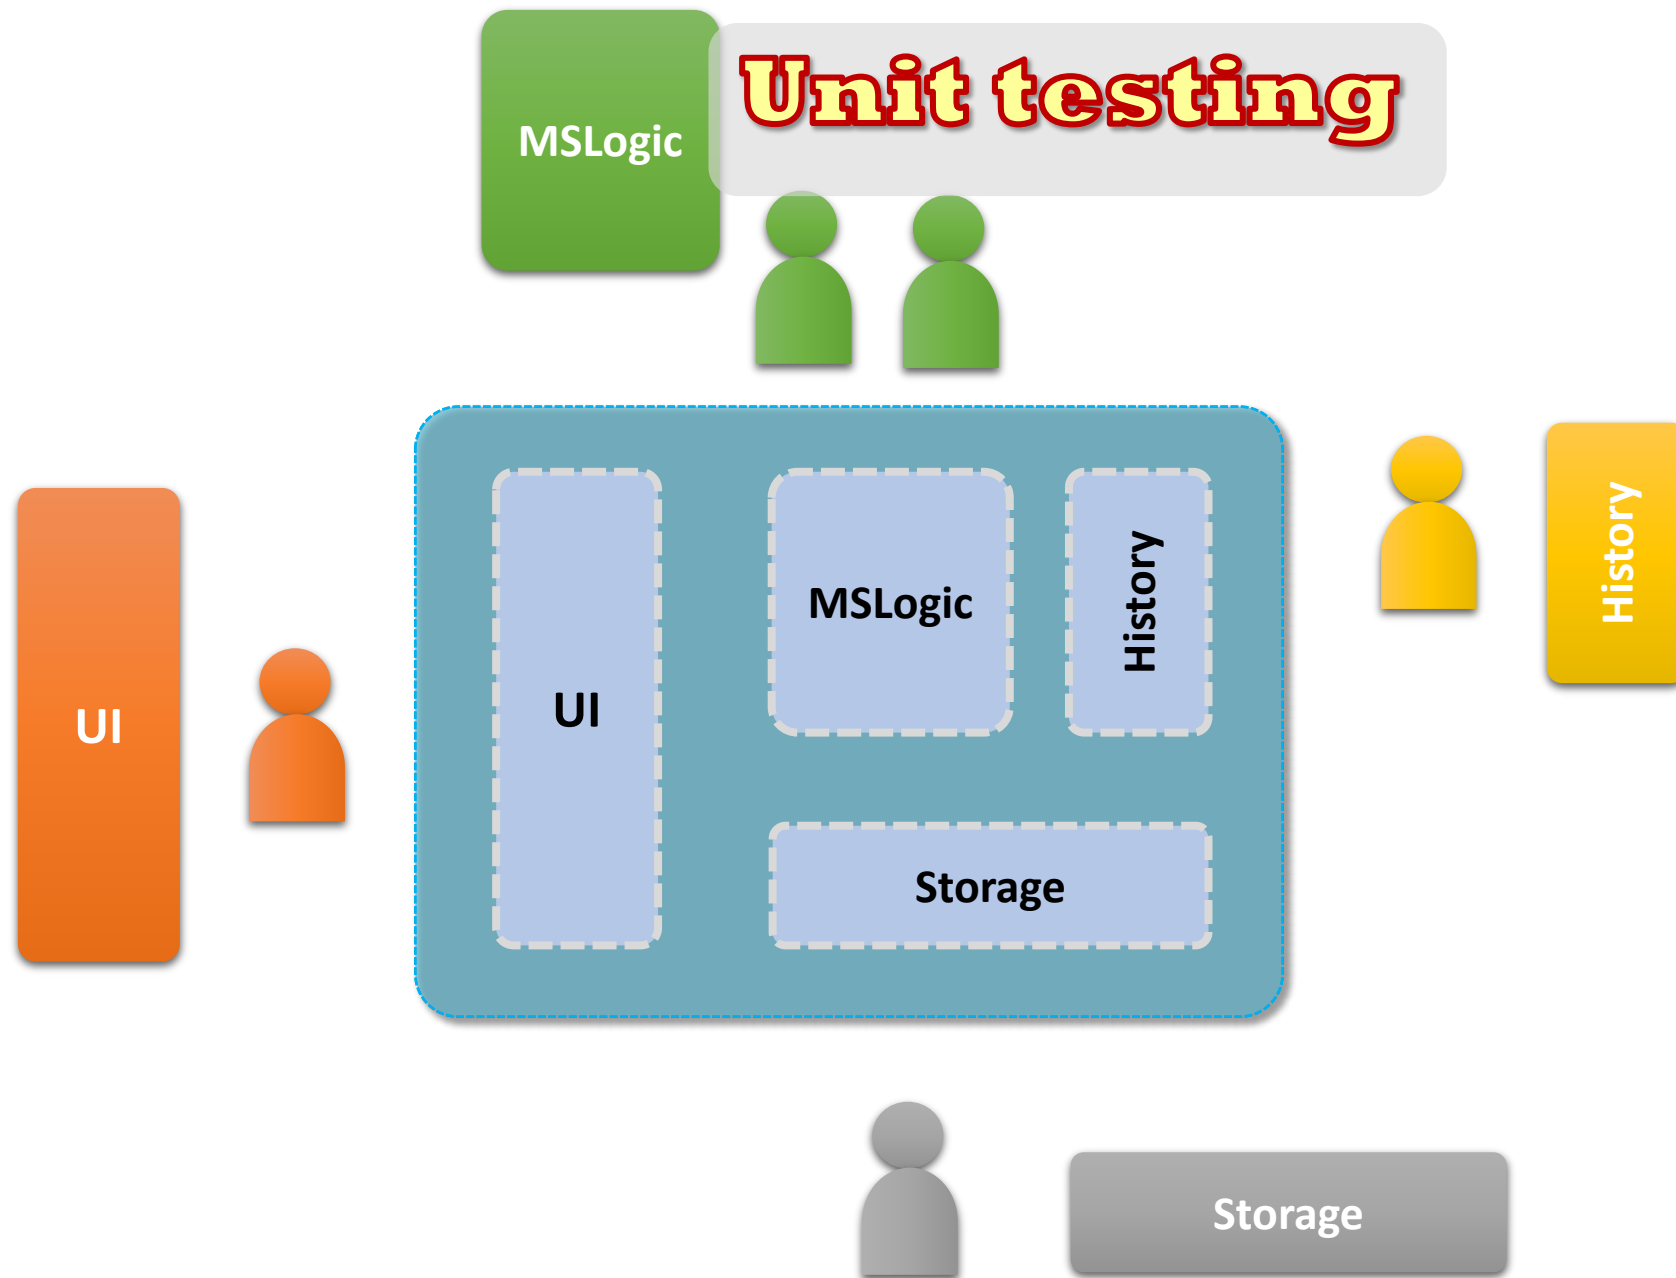 MSLogic
Unit testing
UI
UI
MSLogic
History
Storage
History
Storage